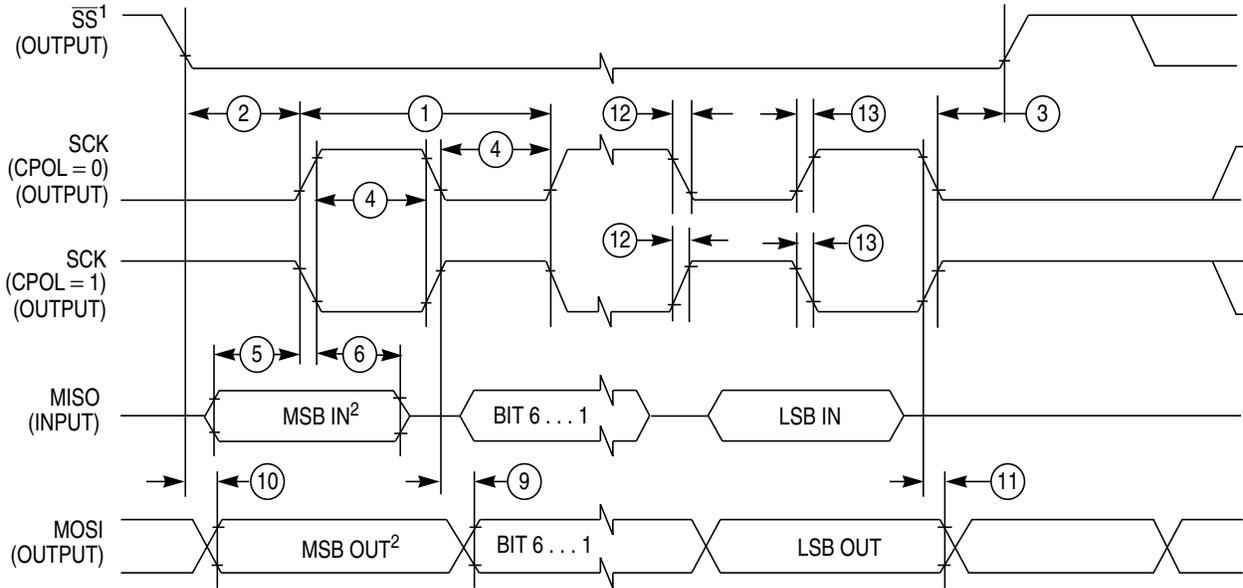 SS¹
(OUTPUT)
2
1
12
13
3
SCK
(CPOL = 0)
(OUTPUT)
4
4
12
13
SCK
(CPOL = 1)
(OUTPUT)
5
6
MISO
(INPUT)
MSB IN²
BIT 6 . . . 1
LSB IN
10
9
11
MOSI
(OUTPUT)
MSB OUT²
BIT 6 . . . 1
LSB OUT